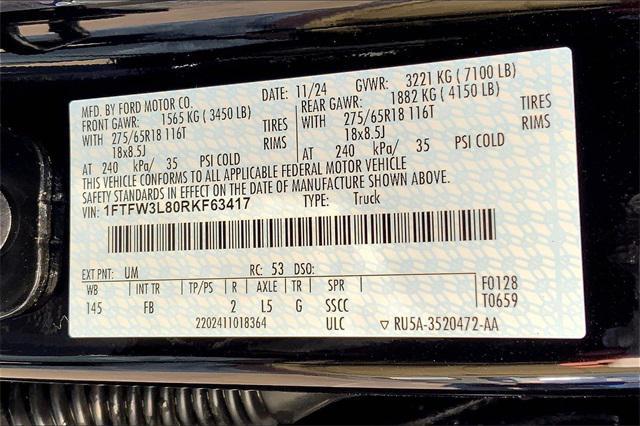 MFD. BY FORD MOTOR CO. DATE: 11/24 GVWR: 3221 KG ( 7100 LB)
FRONT GAWR: 1565 KG ( 3450 LB) REAR GAWR: 1882 KG ( 4150 LB)
WITH 275/65R18 116T TIRES WITH 275/65R18 116T TIRES
18x8.5J RIMS 18x8.5J RIMS
AT 240 kPa/ 35 PSI COLD AT 240 kPa/ 35 PSI COLD
THIS VEHICLE CONFORMS TO ALL APPLICABLE FEDERAL MOTOR VEHICLE
SAFETY STANDARDS IN EFFECT ON THE DATE OF MANUFACTURE SHOWN ABOVE.
VIN: 1FTFW3L80RKF63417 TYPE: Truck
EXT PNT: UM RC: 53 DSO:
WB INT TR TP/PS R AXLE TR SPR F0128
145 FB 2 L5 G SSCC T0659
2202411018364 ULC ▽ RU5A-3520472-AA